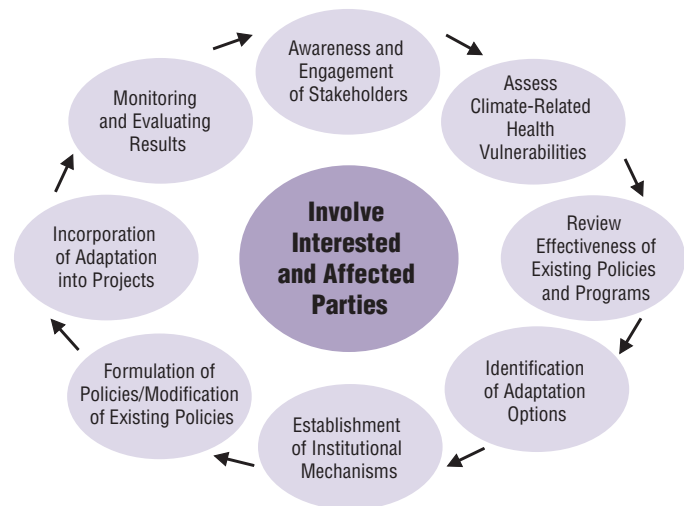 Awareness and
Engagement
of Stakeholders
Assess
Climate-Related
Health
Vulnerabilities
Review
Effectiveness of
Existing Policies
and Programs
Identification
of Adaptation
Options
Establishment
of Institutional
Mechanisms
Formulation of
Policies/Modification
of Existing Policies
Incorporation
of Adaptation
into Projects
Monitoring
and Evaluating
Results
Involve
Interested
and Affected
Parties